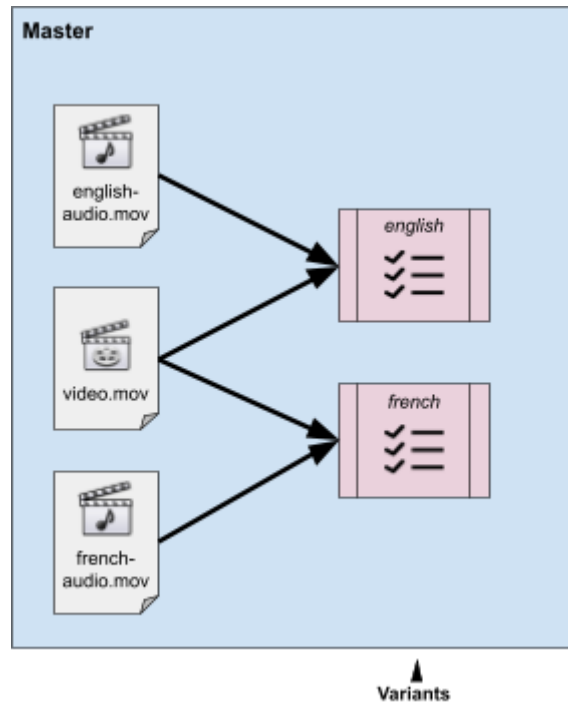 Master
english-
audio.mov
english
video.mov
french
french-
audio.mov
Variants